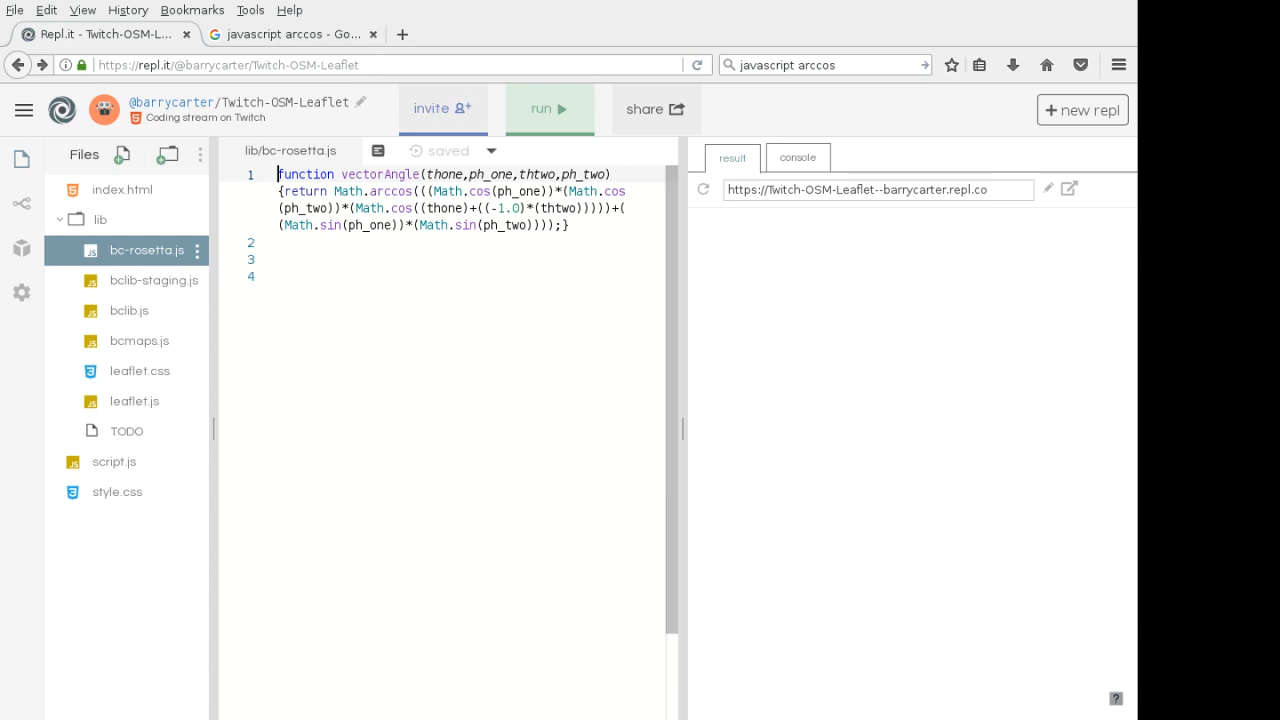 File Edit View History Barrymarks Tools Help
Repl.it - Twitch-OSM-L... × javascript arccos - Go... × +
https://repl.it/@barrycarter/Twitch-OSM-Leaflet javascript arccos
@barrycarter/Twitch-OSM-Leaflet
Coding stream on Twitch
invite run share + new repl
Files
index.html
lib
bc-rosetta.js
bclib-staging.js
bclib.js
bcmaps.js
leaflet.css
leaflet.js
TODO
script.js
style.css
lib/bc-rosetta.js saved
1 function vectorAngle(thone,ph_one,thtwo,ph_two)
{return Math.arccos(((Math.cos(ph_one))*(Math.cos
(ph_two))*(Math.cos((thone)+((-1.0)*(thtwo)))))+(
(Math.sin(ph_one))*(Math.sin(ph_two))));}
2
3
4
result console
https://Twitch-OSM-Leaflet--barrycarter.repl.co
?